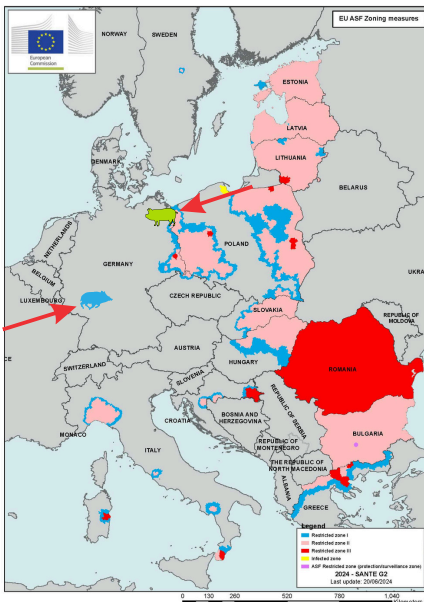 EU ASF Zoning measures
European
Commission
NORWAY
SWEDEN
ESTONIA
LATVIA
DENMARK
LITHUANIA
BELARUS
NETHERLANDS
POLAND
BELGIUM
GERMANY
LUXEMBOURG
CZECH REPUBLIC
UKRA
SLOVAKIA
REPUBLIC OF
MOLDOVA
CE
AUSTRIA
HUNGARY
SWITZERLAND
SLOVENIA
ROMANIA
CROATIA
BOSNIA AND
HERZEGOVINA
REPUBLIC OF SERBIA
MONACO
ITALY
REPUBLIC OF
MONTENEGRO
BULGARIA
THE REPUBLIC OF
NORTH MACEDONIA
ALBANIA
GREECE
Legend
Restricted zone I
Restricted zone II
Restricted zone III
Infected zone
ASF Restricted zone (protection/surveillance zone)
2024 - SANTE G2
Last update: 20/08/2024
0 130 260 520 780 1,040
Kilometers